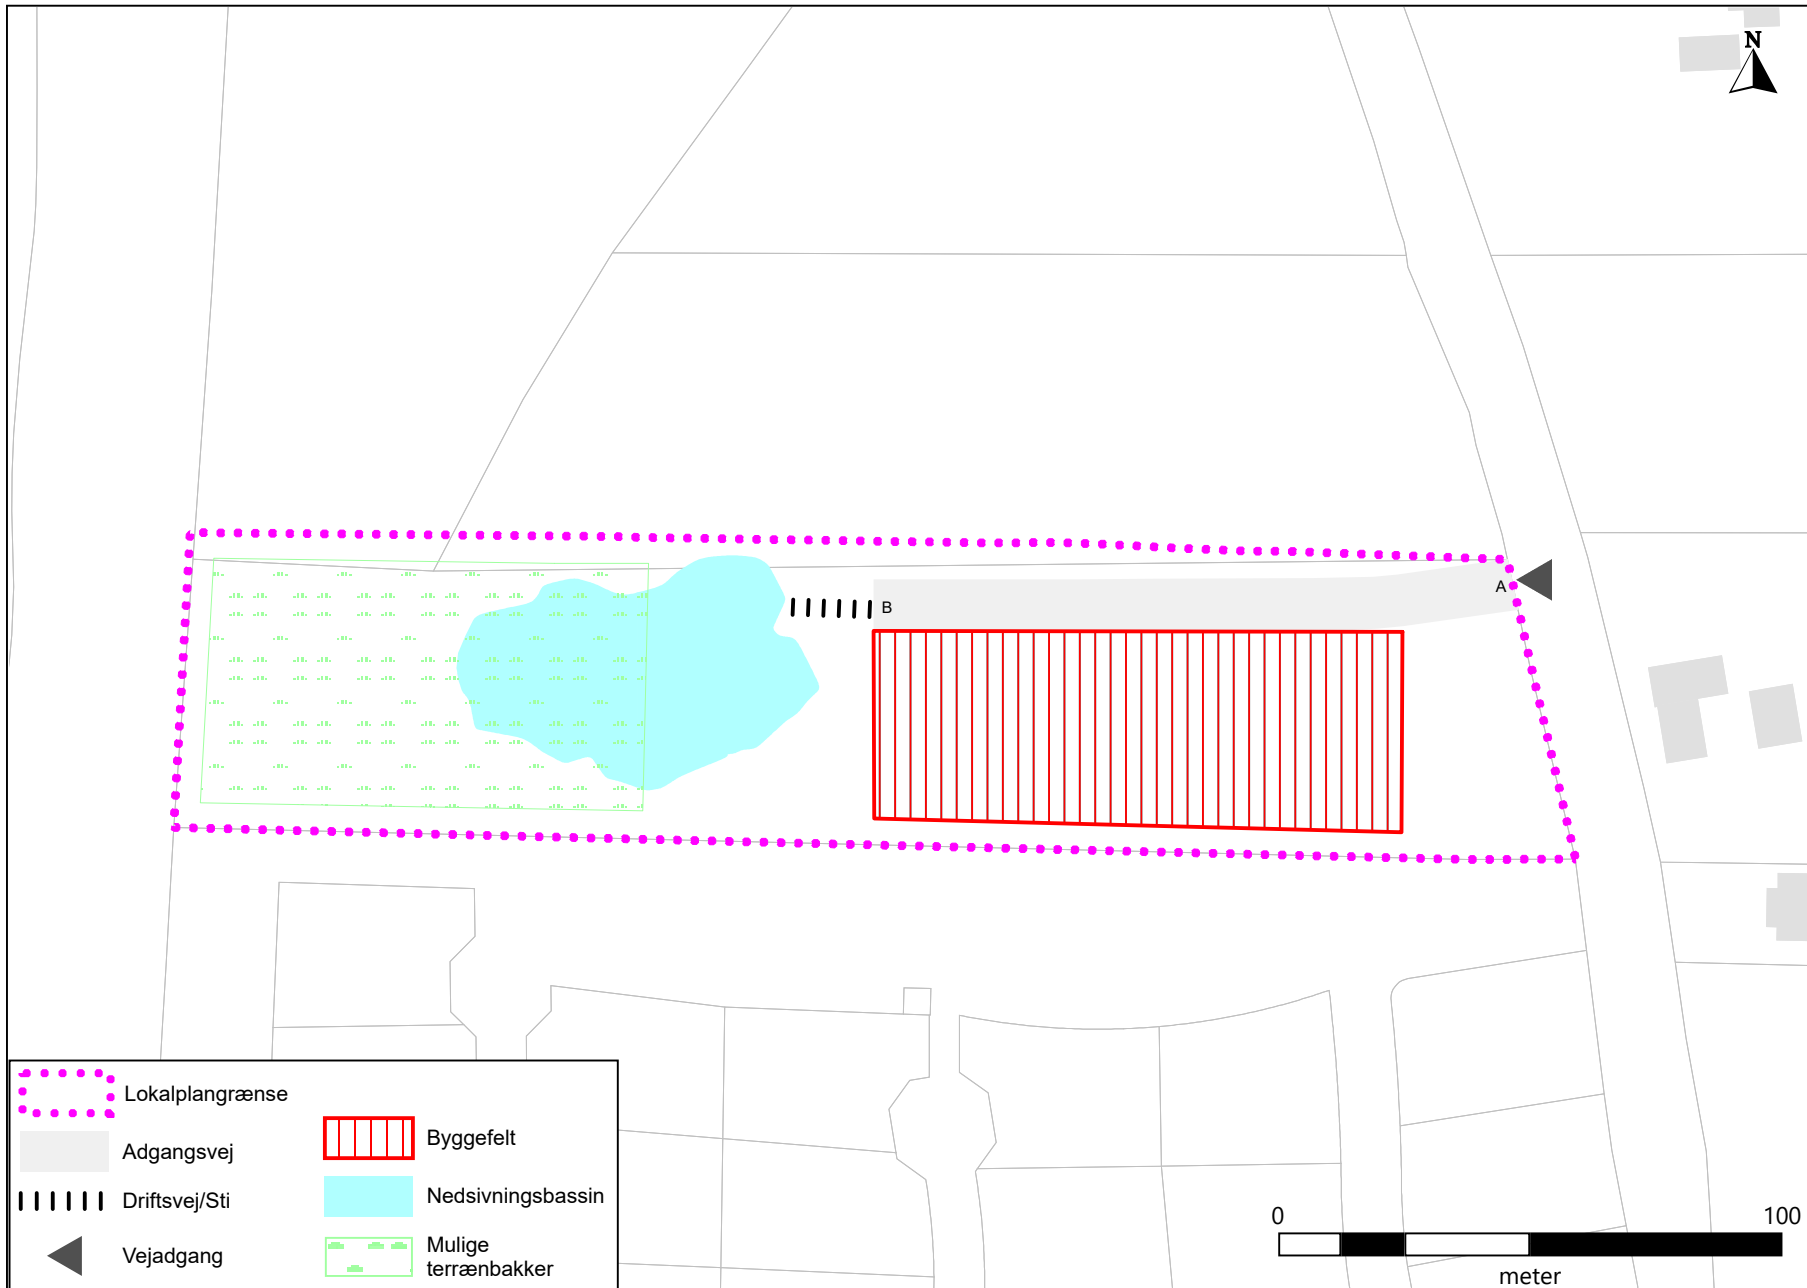 N
A
B
Lokalplangrænse
Adgangsvej
Driftsvej/Sti
Vejadgang
Byggefelt
Nedsivningsbassin
Mulige
terrænbakker
0 100
meter